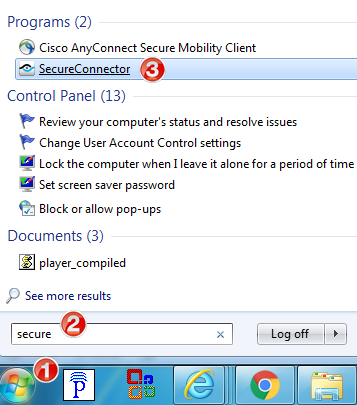 Programs (2)
Cisco AnyConnect Secure Mobility Client
SecureConnector 3
Control Panel (13)
Review your computer's status and resolve issues
Change User Account Control settings
Lock the computer when I leave it alone for a period of time
Set screen saver password
Block or allow pop-ups
Documents (3)
player_compiled
See more results
secure 2 Log off
1